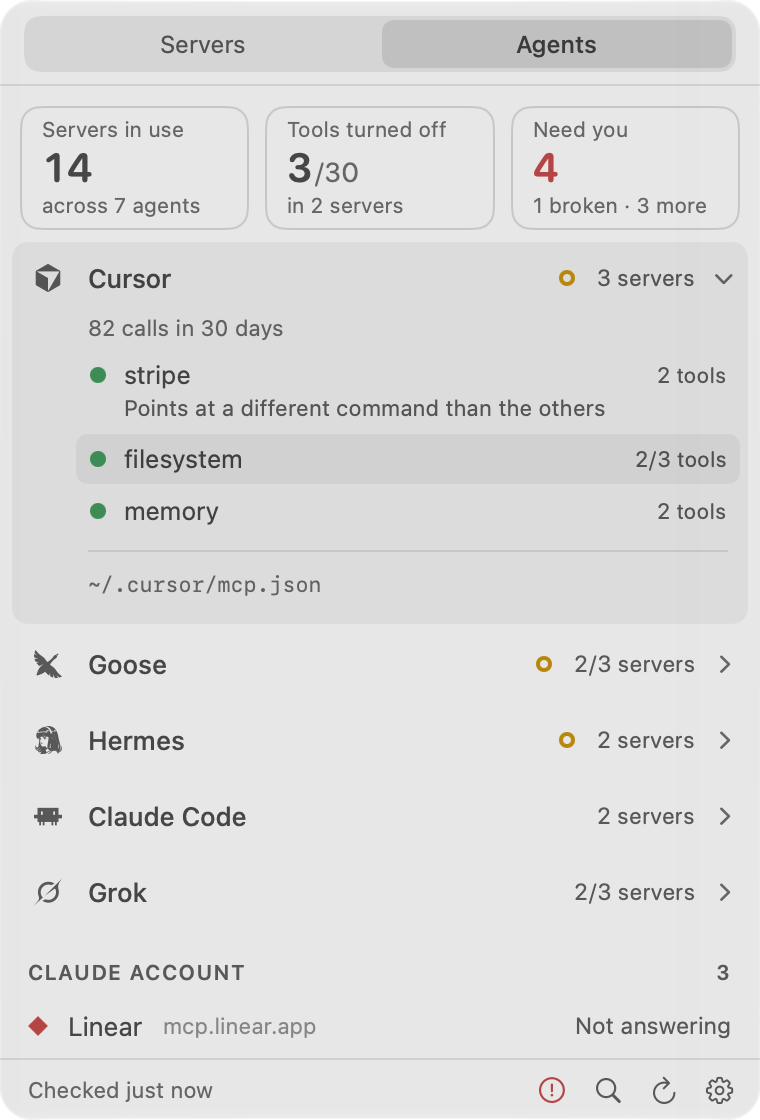 Servers
Agents
Servers in use
14
across 7 agents
Tools turned off
3/30
in 2 servers
Need you
4
1 broken · 3 more
Cursor
3 servers
82 calls in 30 days
stripe
2 tools
Points at a different command than the others
filesystem
2/3 tools
memory
2 tools
~/.cursor/mcp.json
Goose
2/3 servers
Hermes
2 servers
Claude Code
2 servers
Grok
2/3 servers
CLAUDE ACCOUNT
3
Linear mcp.linear.app
Not answering
Checked just now